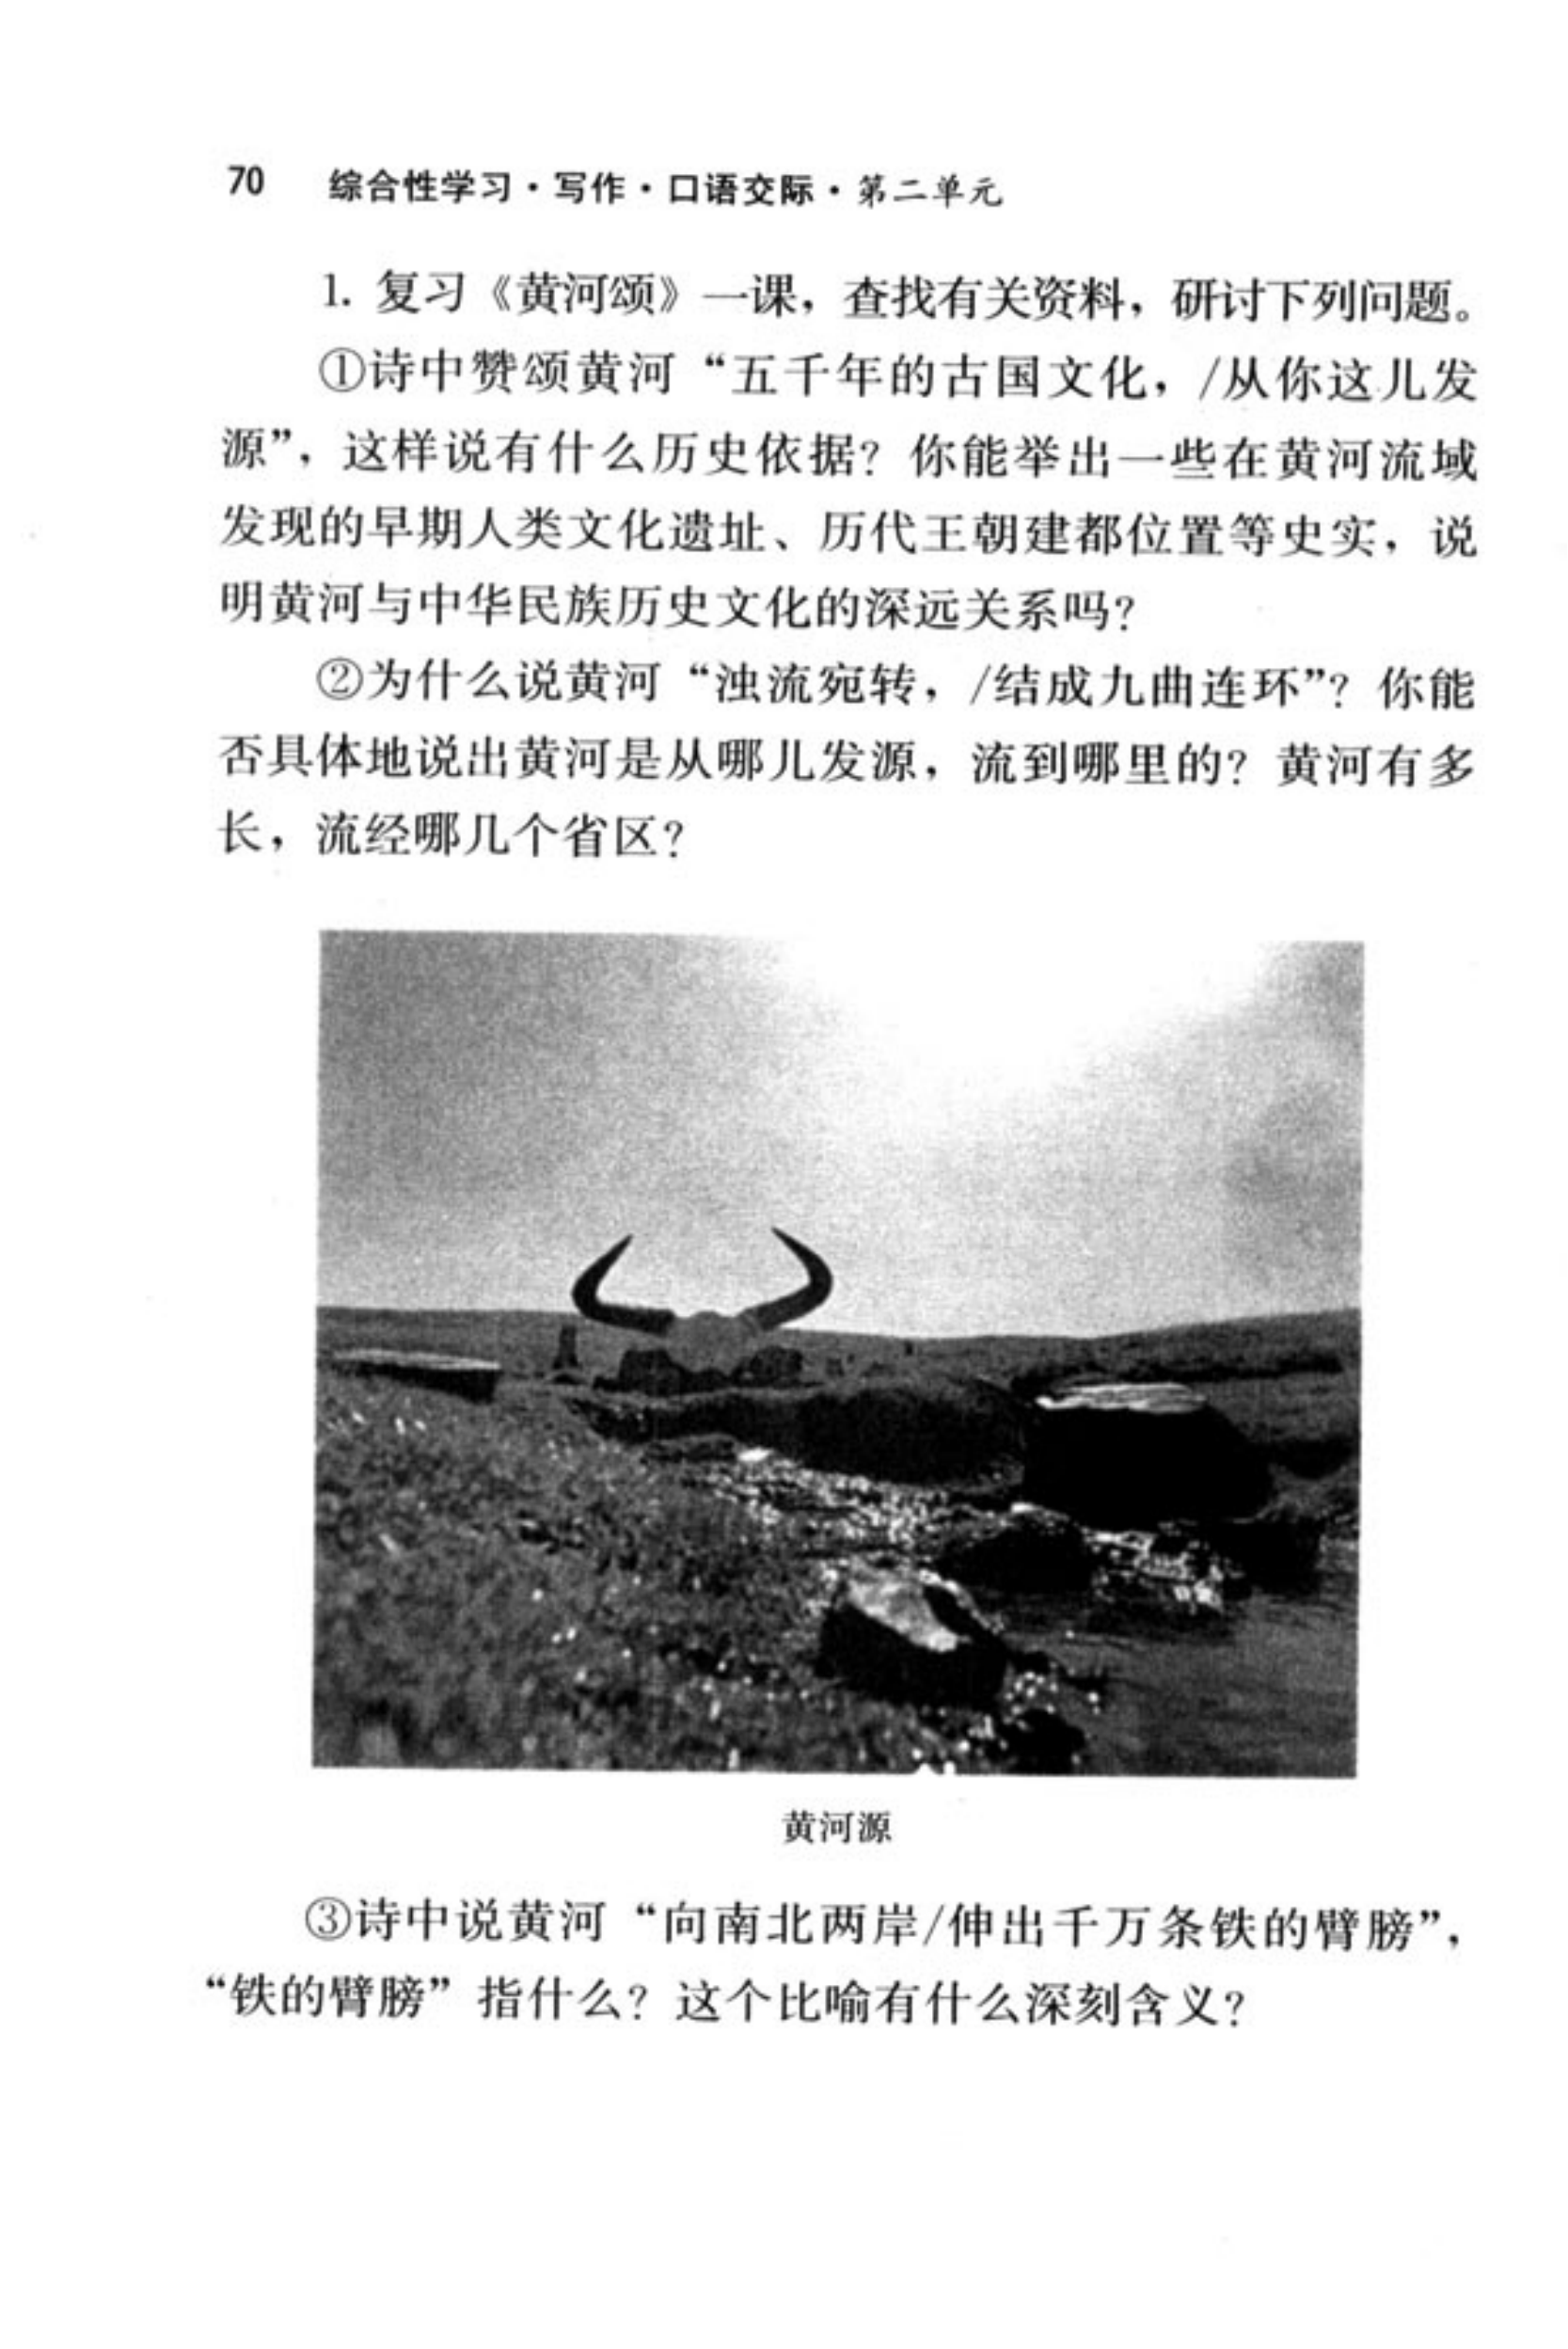 70 综合性学习·写作·口语交际·第二单元
1. 复习《黄河颂》一课，查找有关资料，研讨下列问题。
①诗中赞颂黄河“五千年的古国文化，/从你这儿发
源”，这样说有什么历史依据？你能举出一些在黄河流域
发现的早期人类文化遗址、历代王朝建都位置等史实，说
明黄河与中华民族历史文化的深远关系吗？
②为什么说黄河“浊流宛转，/结成九曲连环”？你能
否具体地说出黄河是从哪儿发源，流到哪里的？黄河有多
长，流经哪几个省区？
黄河源
③诗中说黄河“向南北两岸/伸出千万条铁的臂膀”，
“铁的臂膀”指什么？这个比喻有什么深刻含义？